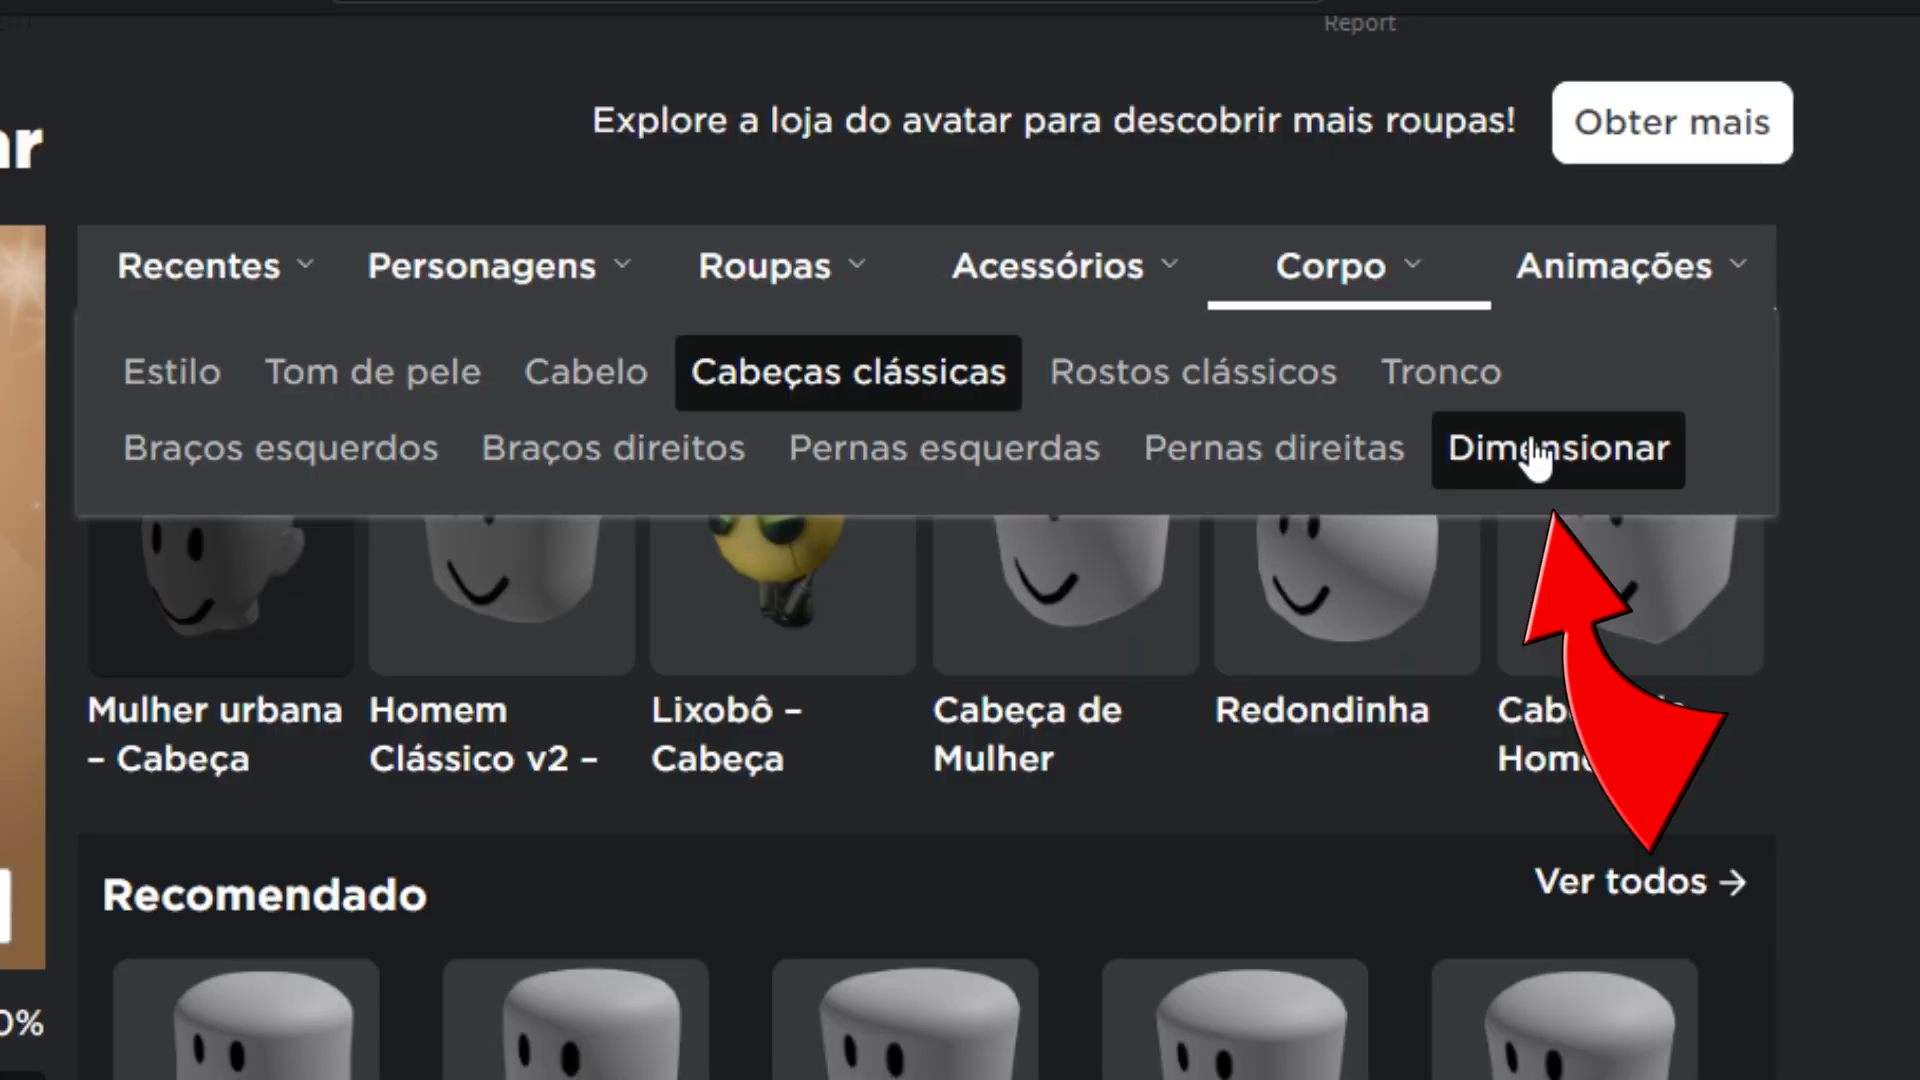 Report
Explore a loja do avatar para descobrir mais roupas! Obter mais
ar
Recentes Personagens Roupas Acessórios Corpo Animações
Estilo Tom de pele Cabelo Cabeças clássicas Rostos clássicos Tronco
Braços esquerdos Braços direitos Pernas esquerdas Pernas direitas Dimensionar
Mulher urbana
– Cabeça
Homem
Clássico v2 –
Lixobô –
Cabeça
Cabeça de
Mulher
Redondinha
Recomendado
Ver todos →
0%